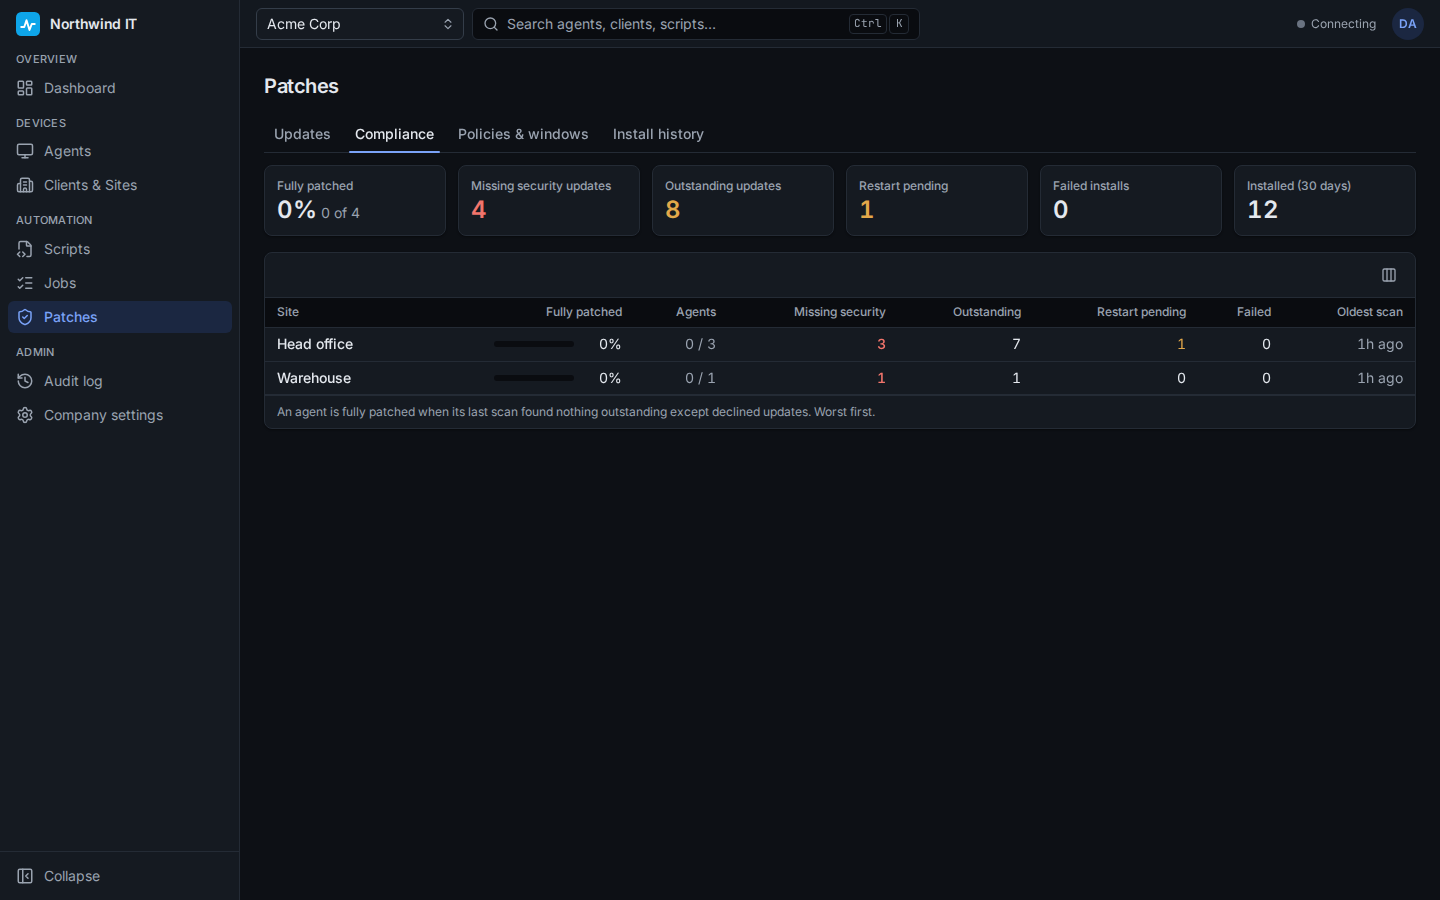 Northwind IT
Acme Corp
Search agents, clients, scripts...
Ctrl K
Connecting
DA
OVERVIEW
Dashboard
DEVICES
Agents
Clients & Sites
AUTOMATION
Scripts
Jobs
Patches
ADMIN
Audit log
Company settings
Collapse
Patches
Updates Compliance Policies & windows Install history
Fully patched
0% 0 of 4
Missing security updates
4
Outstanding updates
8
Restart pending
1
Failed installs
0
Installed (30 days)
12
Site Fully patched Agents Missing security Outstanding Restart pending Failed Oldest scan
Head office 0% 0 / 3 3 7 1 0 1h ago
Warehouse 0% 0 / 1 1 1 0 0 1h ago
An agent is fully patched when its last scan found nothing outstanding except declined updates. Worst first.